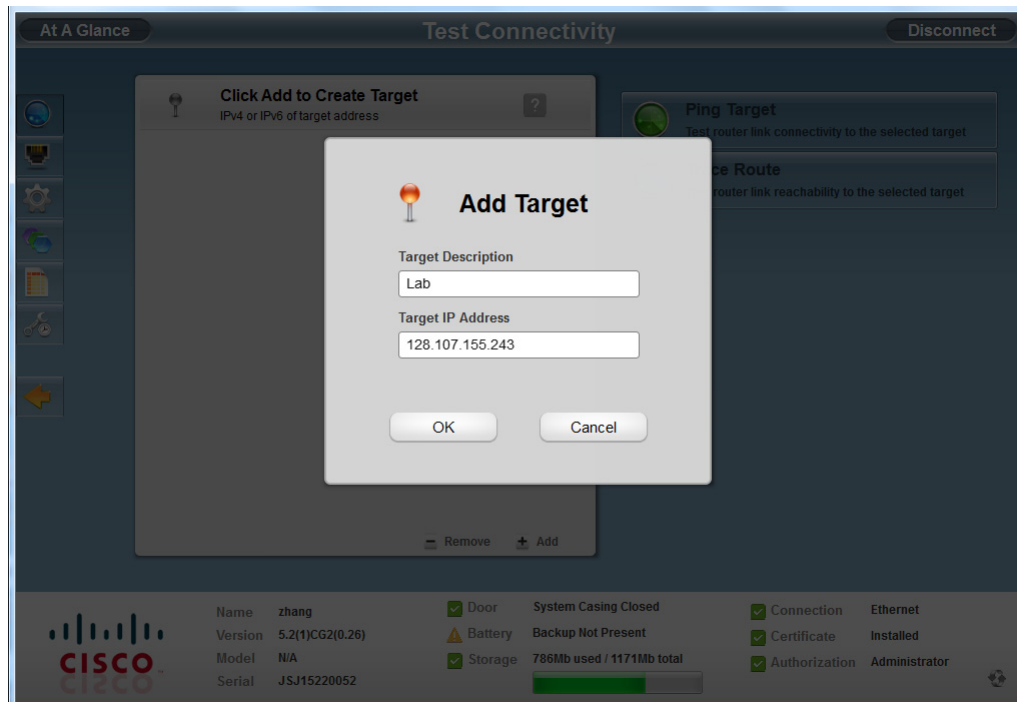 At A Glance
Test Connectivity
Disconnect
Click Add to Create Target
IPv4 or IPv6 of target address
?
Ping Target
Test router link connectivity to the selected target
ce Route
router link reachability to the selected target
Add Target
Target Description
Lab
Target IP Address
128.107.155.243
OK
Cancel
Remove
Add
CISCO
Name zhang
Version 5.2(1)CG2(0.26)
Model N/A
Serial JSJ15220052
Door System Casing Closed
Battery Backup Not Present
Storage 786Mb used / 1171Mb total
Connection Ethernet
Certificate Installed
Authorization Administrator